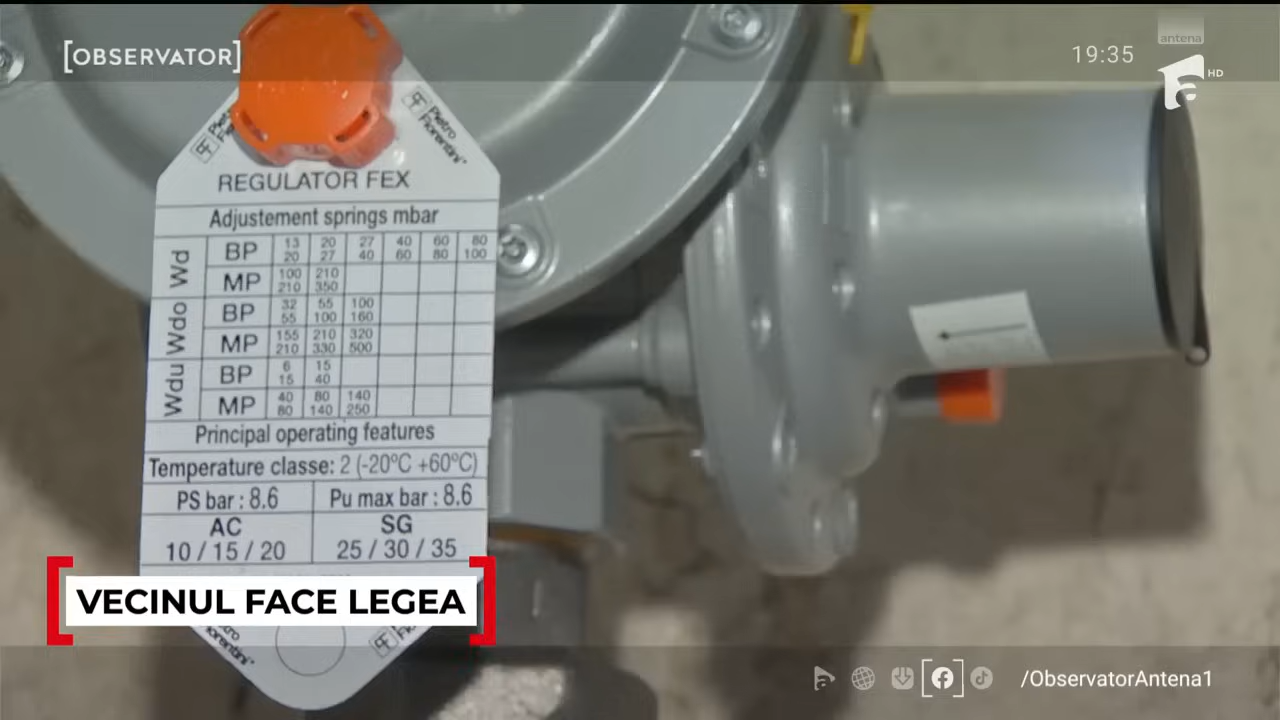 [OBSERVATOR]
19:35
antena
HD
Pietro
Fiorentini
REGULATOR FEX
Adjustement springs mbar
Wd BP 13 20 20 27 27 40 40 60 60 80 80 100
MP 100 210 210 350
Wdo BP 32 55 55 100 100 160
MP 155 210 210 330 320 500
Wdu BP 6 15 15 40
MP 40 80 80 140 140 250
Principal operating features
Temperature classe: 2 (-20°C +60°C)
PS bar : 8.6 Pu max bar : 8.6
AC SG
10 / 15 / 20 25 / 30 / 35
VECINUL FACE LEGEA
/ObservatorAntena1